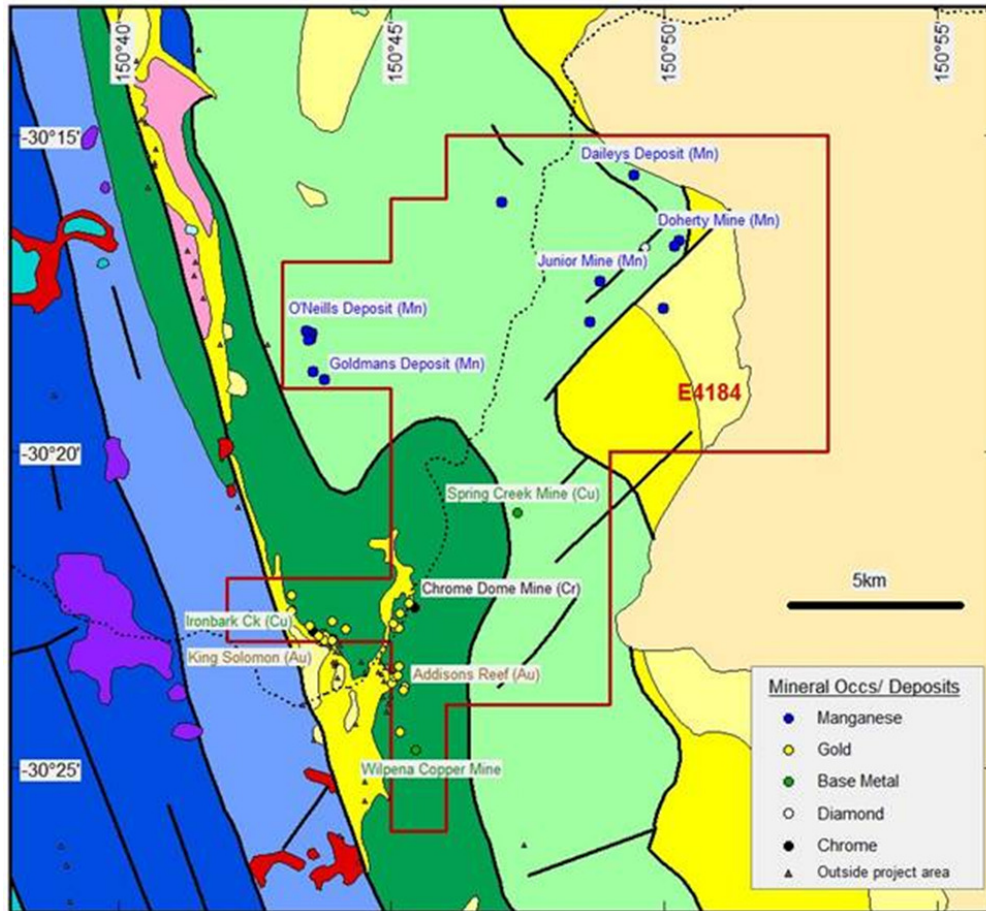 150°40'
150°45'
150°50'
150°55'
-30°15'
Daileys Deposit (Mn)
Doherty Mine (Mn)
Junior Mine (Mn)
O'Neills Deposit (Mn)
Goldmans Deposit (Mn)
E4184
-30°20'
Spring Creek Mine (Cu)
5km
Chrome Dome Mine (Cr)
Ironbark Ck (Cu)
King Solomon (Au)
Addisons Reef (Au)
-30°25'
Wilpena Copper Mine
Mineral Occs/ Deposits
Manganese
Gold
Base Metal
Diamond
Chrome
Outside project area